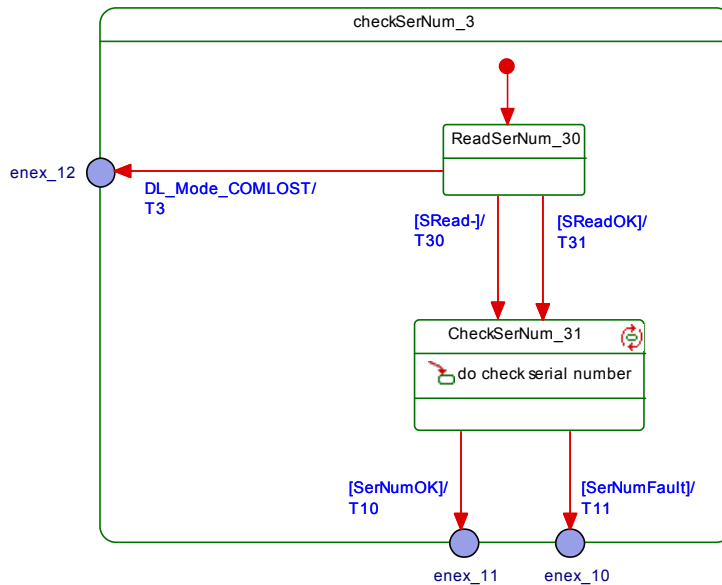 checkSerNum_3
ReadSerNum_30
enex_12
DL_Mode_COMLOST/
T3
[SRead-]/
T30
[SReadOK]/
T31
CheckSerNum_31
do check serial number
[SerNumOK]/
T10
[SerNumFault]/
T11
enex_11
enex_10